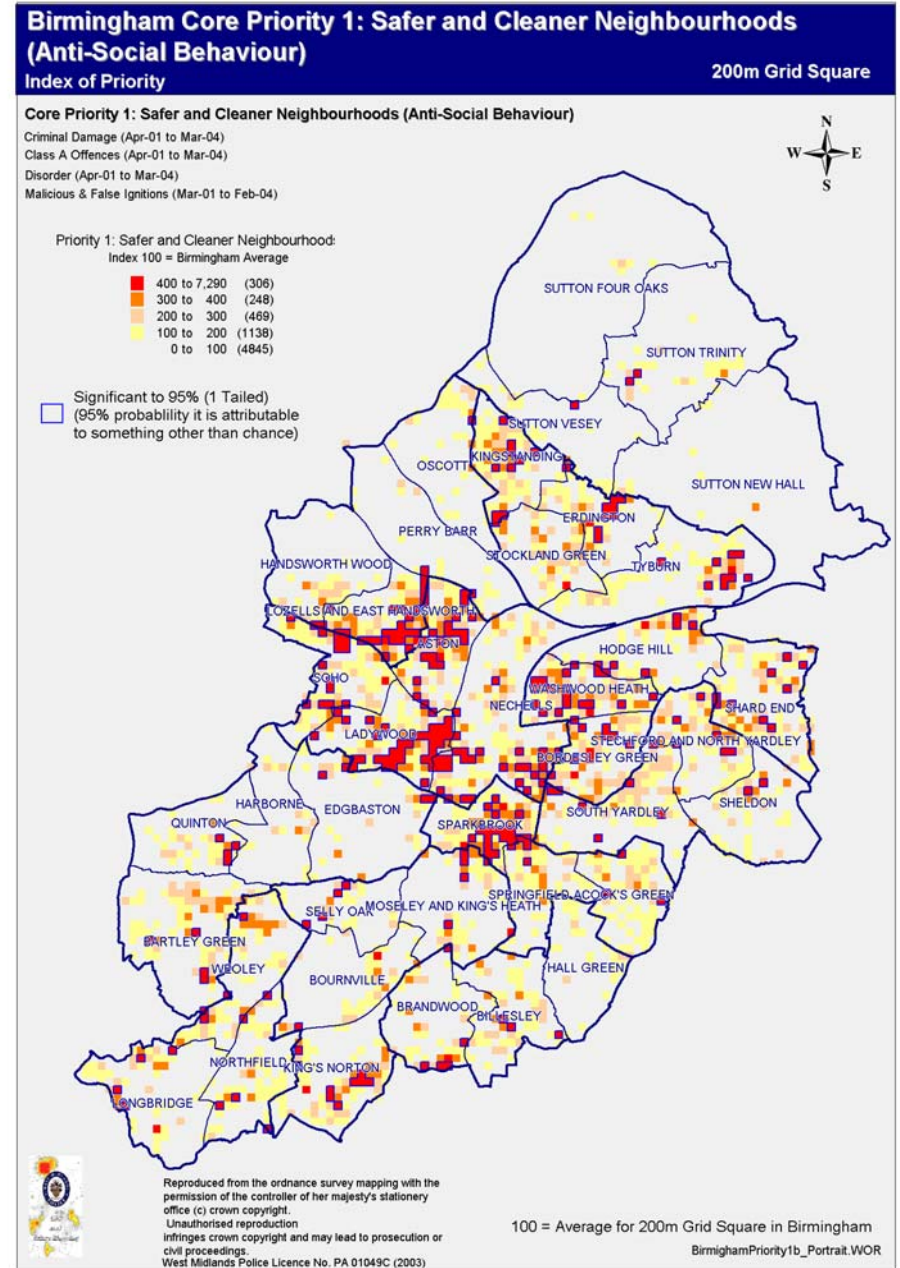 Birmingham Core Priority 1: Safer and Cleaner Neighbourhoods
(Anti-Social Behaviour)
Index of Priority
200m Grid Square
Core Priority 1: Safer and Cleaner Neighbourhoods (Anti-Social Behaviour)
Criminal Damage (Apr-01 to Mar-04)
Class A Offences (Apr-01 to Mar-04)
Disorder (Apr-01 to Mar-04)
Malicious & False Ignitions (Mar-01 to Feb-04)
N
W E
S
Priority 1: Safer and Cleaner Neighbourhoods
Index 100 = Birmingham Average
400 to 7,290 (306)
300 to 400 (248)
200 to 300 (469)
100 to 200 (1138)
0 to 100 (4845)
Significant to 95% (1 Tailed)
(95% probablility it is attributable
to something other than chance)
SUTTON FOUR OAKS
SUTTON TRINITY
SUTTON VESEY
KINGSTANDING
OSCOTT
SUTTON NEW HALL
ERDINGTON
PERRY BARR
STOCKLAND GREEN
HANDSWORTH WOOD
TYBURN
LOZELLS AND EAST HANDSWORTH
ASTON
HODGE HILL
SOHO
WASHWOOD HEATH
NECHELLS
SHARD END
LADYWOOD
STECHFORD AND NORTH YARDLEY
BORDESLEY GREEN
HARBORNE
EDGBASTON
SHELDON
QUINTON
SPARKBROOK
SOUTH YARDLEY
SPRINGFIELD
ACOCK'S GREEN
SELLY OAK
MOSELEY AND KING'S HEATH
BARTLEY GREEN
WEOLEY
HALL GREEN
BOURNVILLE
BRANDWOOD
BILLESLEY
NORTHFIELD
KING'S NORTON
LONGBRIDGE
Reproduced from the ordnance survey mapping with the
permission of the controller of her majesty's stationery
office (c) crown copyright.
Unauthorised reproduction
infringes crown copyright and may lead to prosecution or
civil proceedings.
West Midlands Police Licence No. PA 01049C (2003)
100 = Average for 200m Grid Square in Birmingham
BirmighamPriority1b_Portrait.WOR